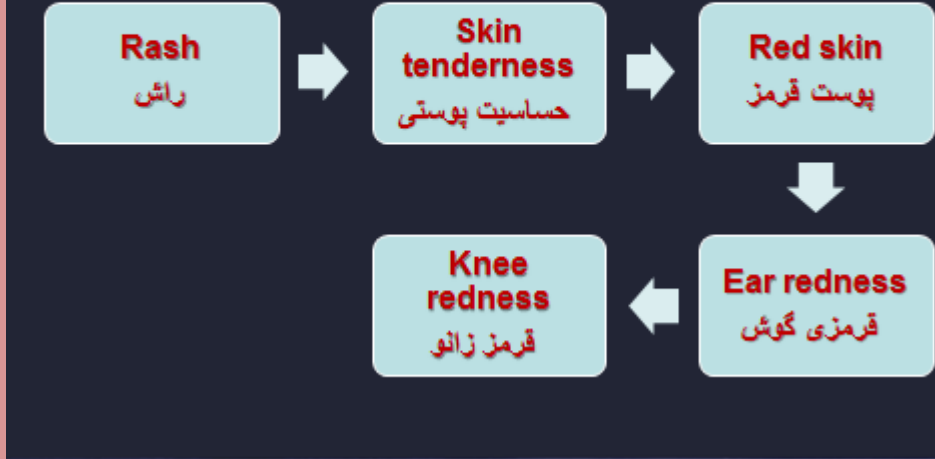 Rash
راش
Skin
tenderness
حساسیت پوستی
Red skin
پوست قرمز
Ear redness
قرمزی گوش
Knee
redness
قرمز زانو